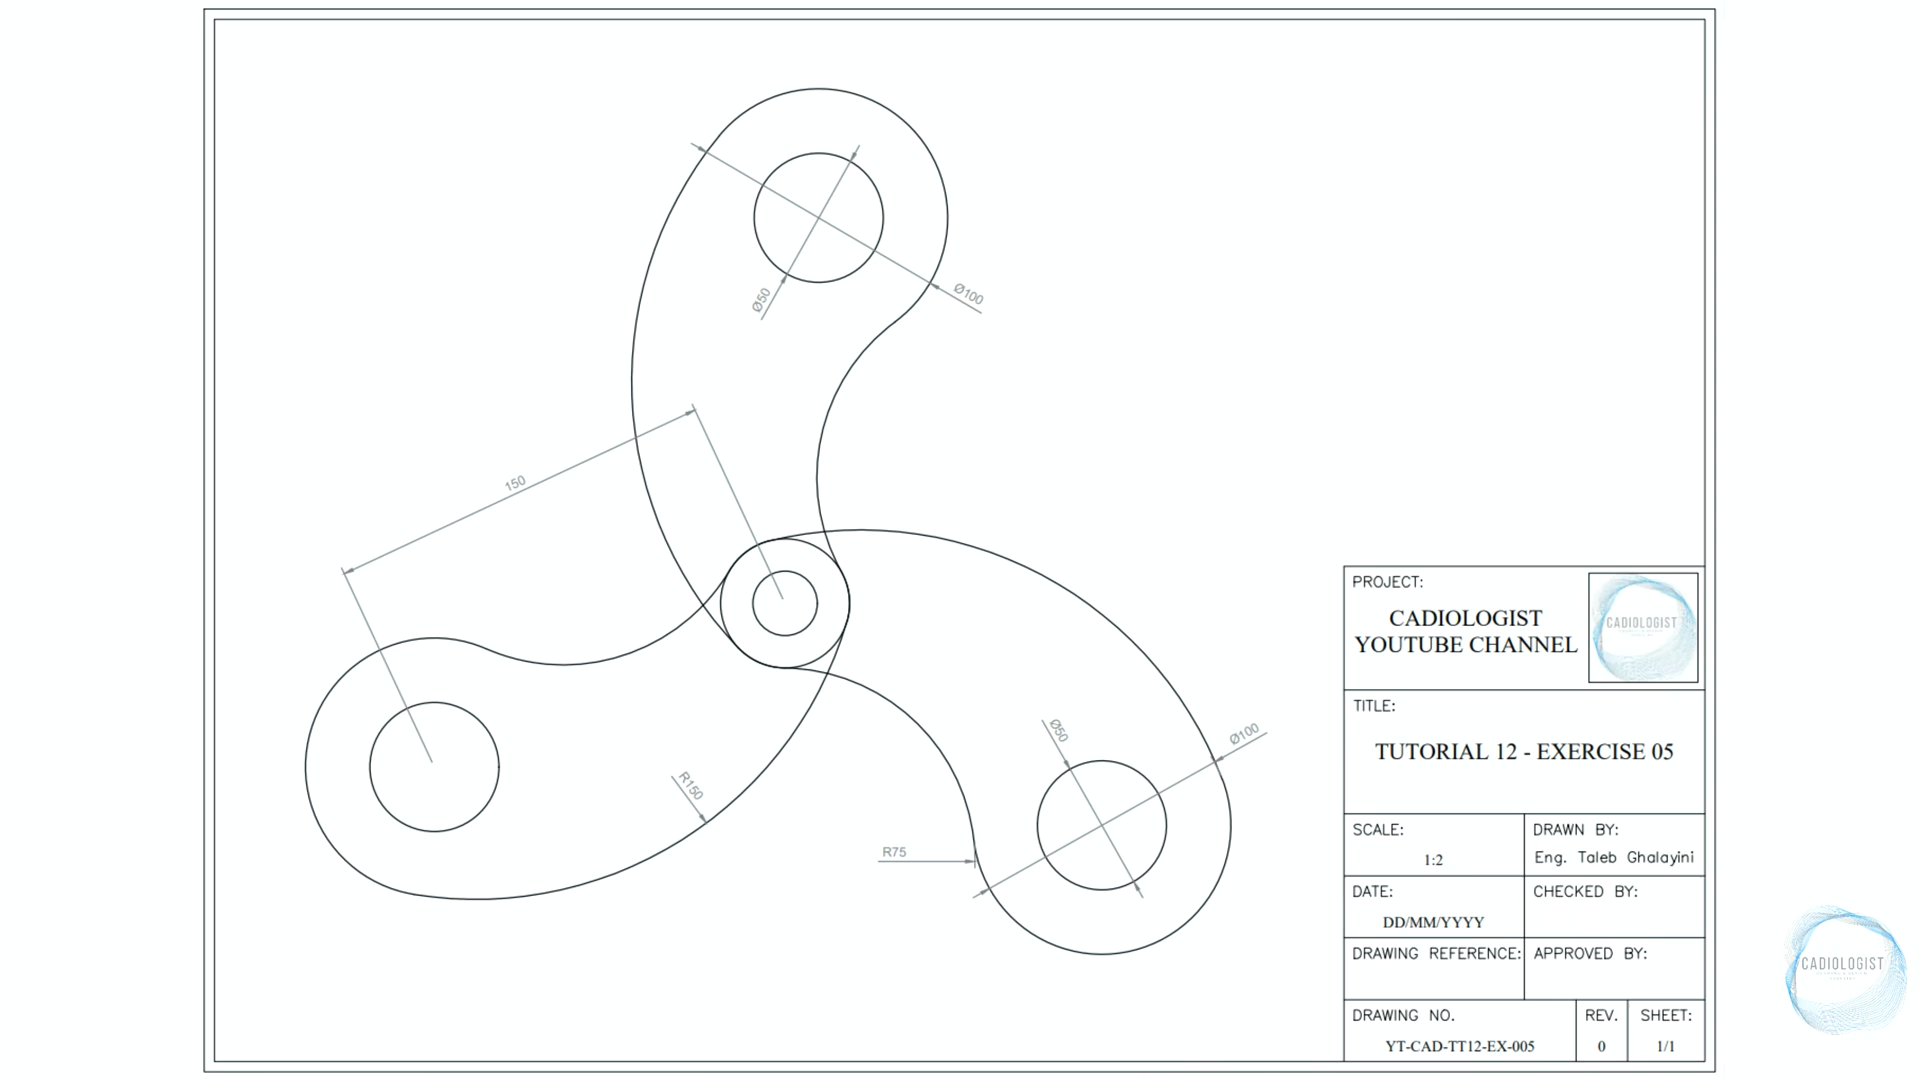 Ø50
Ø100
150
R150
Ø50
Ø100
R75
PROJECT:
CADIOLOGIST
YOUTUBE CHANNEL
CADIOLOGIST
TITLE:
TUTORIAL 12 - EXERCISE 05
SCALE:
1:2
DRAWN BY:
Eng. Taleb Ghalayini
DATE:
DD/MM/YYYY
CHECKED BY:
DRAWING REFERENCE:
APPROVED BY:
DRAWING NO.
YT-CAD-TT12-EX-005
REV.
0
SHEET:
1/1
CADIOLOGIST